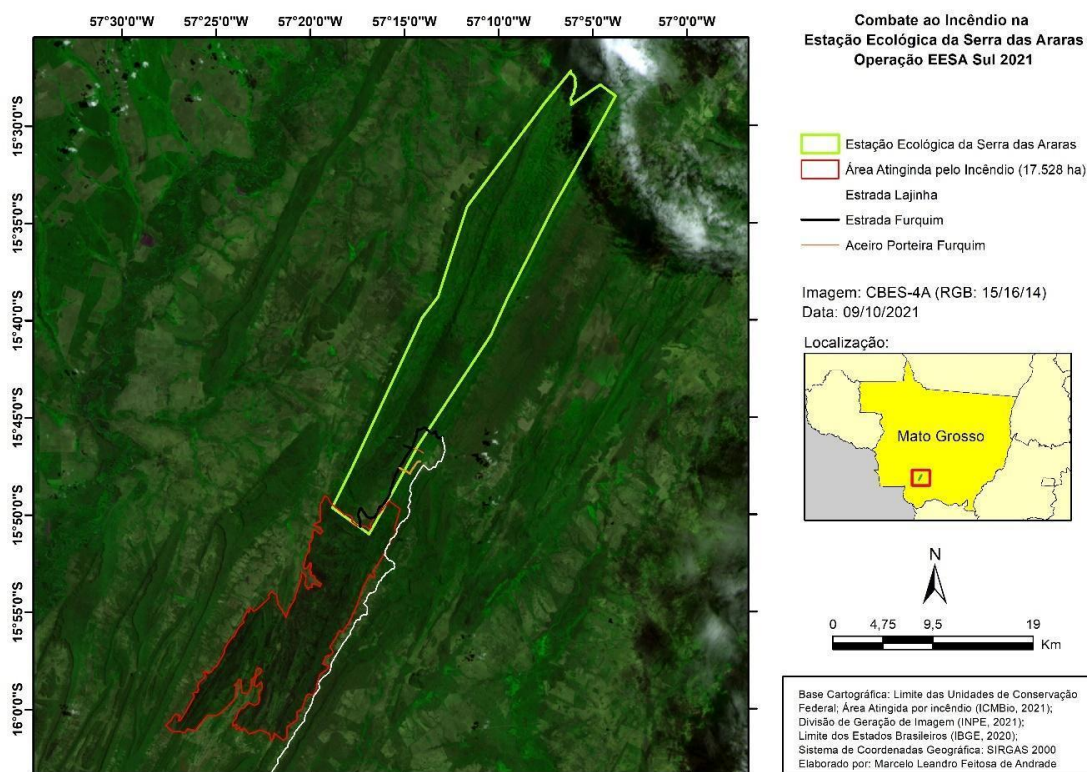 57°30'0"W 57°25'0"W 57°20'0"W 57°15'0"W 57°10'0"W 57°5'0"W 57°0'0"W
15°30'0"S
15°35'0"S
15°40'0"S
15°45'0"S
15°50'0"S
15°55'0"S
16°0'0"S
Combate ao Incêndio na
Estação Ecológica da Serra das Araras
Operação EESA Sul 2021
Estação Ecológica da Serra das Araras
Área Atinginda pelo Incêndio (17.528 ha)
Estrada Lajinha
Estrada Furquim
Aceiro Porteira Furquim
Imagem: CBES-4A (RGB: 15/16/14)
Data: 09/10/2021
Localização:
Mato Grosso
N
0 4,75 9,5 19
Km
Base Cartográfica: Limite das Unidades de Conservação
Federal; Área Atingida por incêndio (ICMBio, 2021);
Divisão de Geração de Imagem (INPE, 2021);
Limite dos Estados Brasileiros (IBGE, 2020);
Sistema de Coordenadas Geográfica: SIRGAS 2000
Elaborado por: Marcelo Leandro Feitosa de Andrade